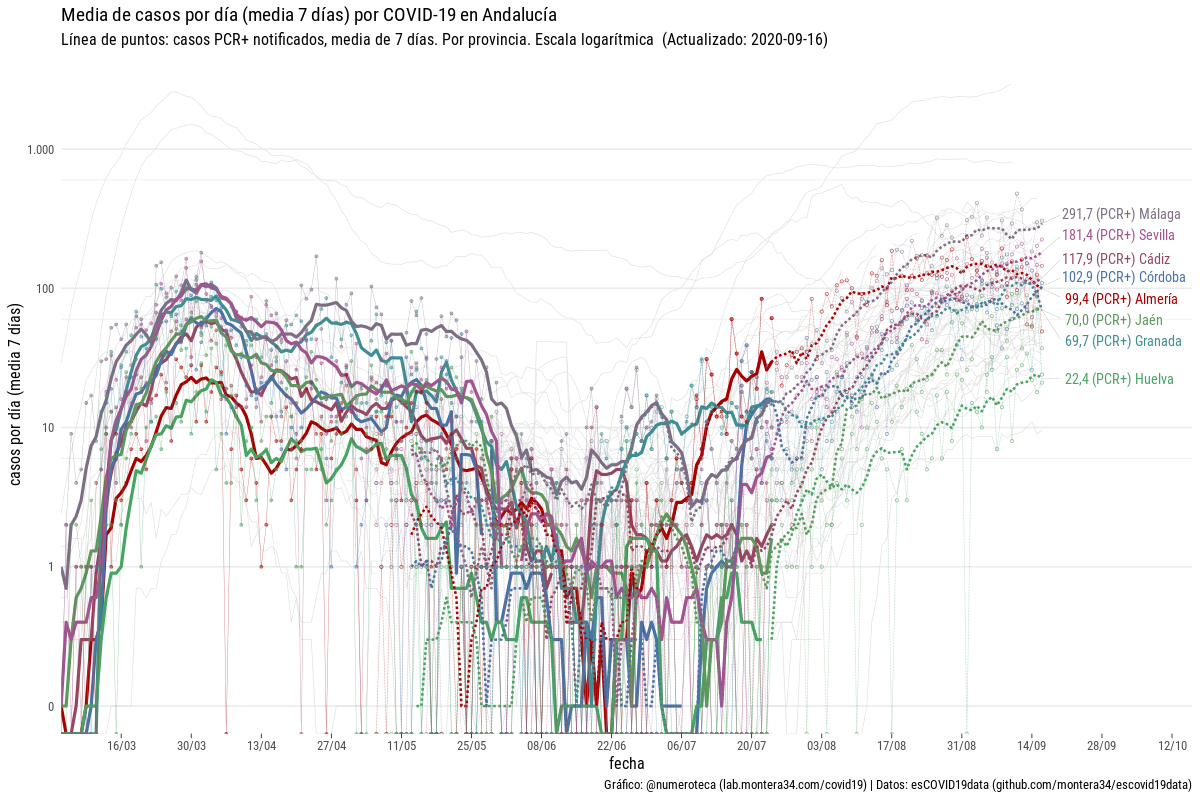 Media de casos por día (media 7 días) por COVID-19 en Andalucía
Línea de puntos: casos PCR+ notificados, media de 7 días. Por provincia. Escala logarítmica (Actualizado: 2020-09-16)
casos por día (media 7 días)
1.000
100
10
1
0
291,7 (PCR+) Málaga
181,4 (PCR+) Sevilla
117,9 (PCR+) Cádiz
102,9 (PCR+) Córdoba
99,4 (PCR+) Almería
70,0 (PCR+) Jaén
69,7 (PCR+) Granada
22,4 (PCR+) Huelva
16/03 30/03 13/04 27/04 11/05 25/05 08/06 22/06 06/07 20/07 03/08 17/08 31/08 14/09 28/09 12/10
fecha
Gráfico: @numeroteca (lab.montera34.com/covid19) | Datos: esCOVID19data (github.com/montera34/escovid19data)